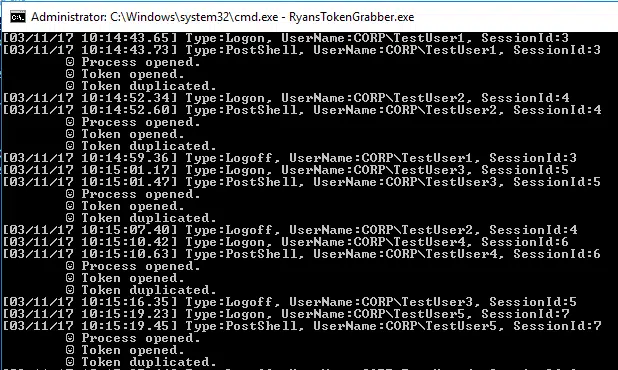 Administrator: C:\Windows\system32\cmd.exe - RyansTokenGrabber.exe
[03/11/17 10:14:43.65] Type:Logon, UserName:CORP\TestUser1, SessionId:3
[03/11/17 10:14:43.73] Type:PostShell, UserName:CORP\TestUser1, SessionId:3
☺ Process opened.
☺ Token opened.
☺ Token duplicated.
[03/11/17 10:14:52.34] Type:Logon, UserName:CORP\TestUser2, SessionId:4
[03/11/17 10:14:52.60] Type:PostShell, UserName:CORP\TestUser2, SessionId:4
☺ Process opened.
☺ Token opened.
☺ Token duplicated.
[03/11/17 10:14:59.36] Type:Logoff, UserName:CORP\TestUser1, SessionId:3
[03/11/17 10:15:01.17] Type:Logon, UserName:CORP\TestUser3, SessionId:5
[03/11/17 10:15:01.47] Type:PostShell, UserName:CORP\TestUser3, SessionId:5
☺ Process opened.
☺ Token opened.
☺ Token duplicated.
[03/11/17 10:15:07.40] Type:Logoff, UserName:CORP\TestUser2, SessionId:4
[03/11/17 10:15:10.42] Type:Logon, UserName:CORP\TestUser4, SessionId:6
[03/11/17 10:15:10.63] Type:PostShell, UserName:CORP\TestUser4, SessionId:6
☺ Process opened.
☺ Token opened.
☺ Token duplicated.
[03/11/17 10:15:16.35] Type:Logoff, UserName:CORP\TestUser3, SessionId:5
[03/11/17 10:15:19.23] Type:Logon, UserName:CORP\TestUser5, SessionId:7
[03/11/17 10:15:19.45] Type:PostShell, UserName:CORP\TestUser5, SessionId:7
☺ Process opened.
☺ Token opened.
☺ Token duplicated.